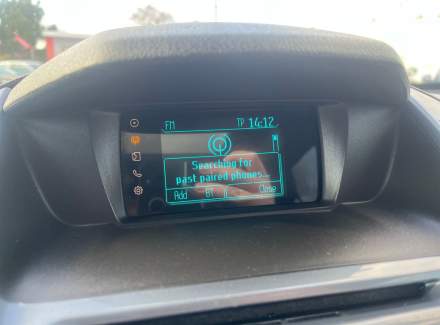 FM TP 14:12
Searching for
past paired phones...
Add BT Close